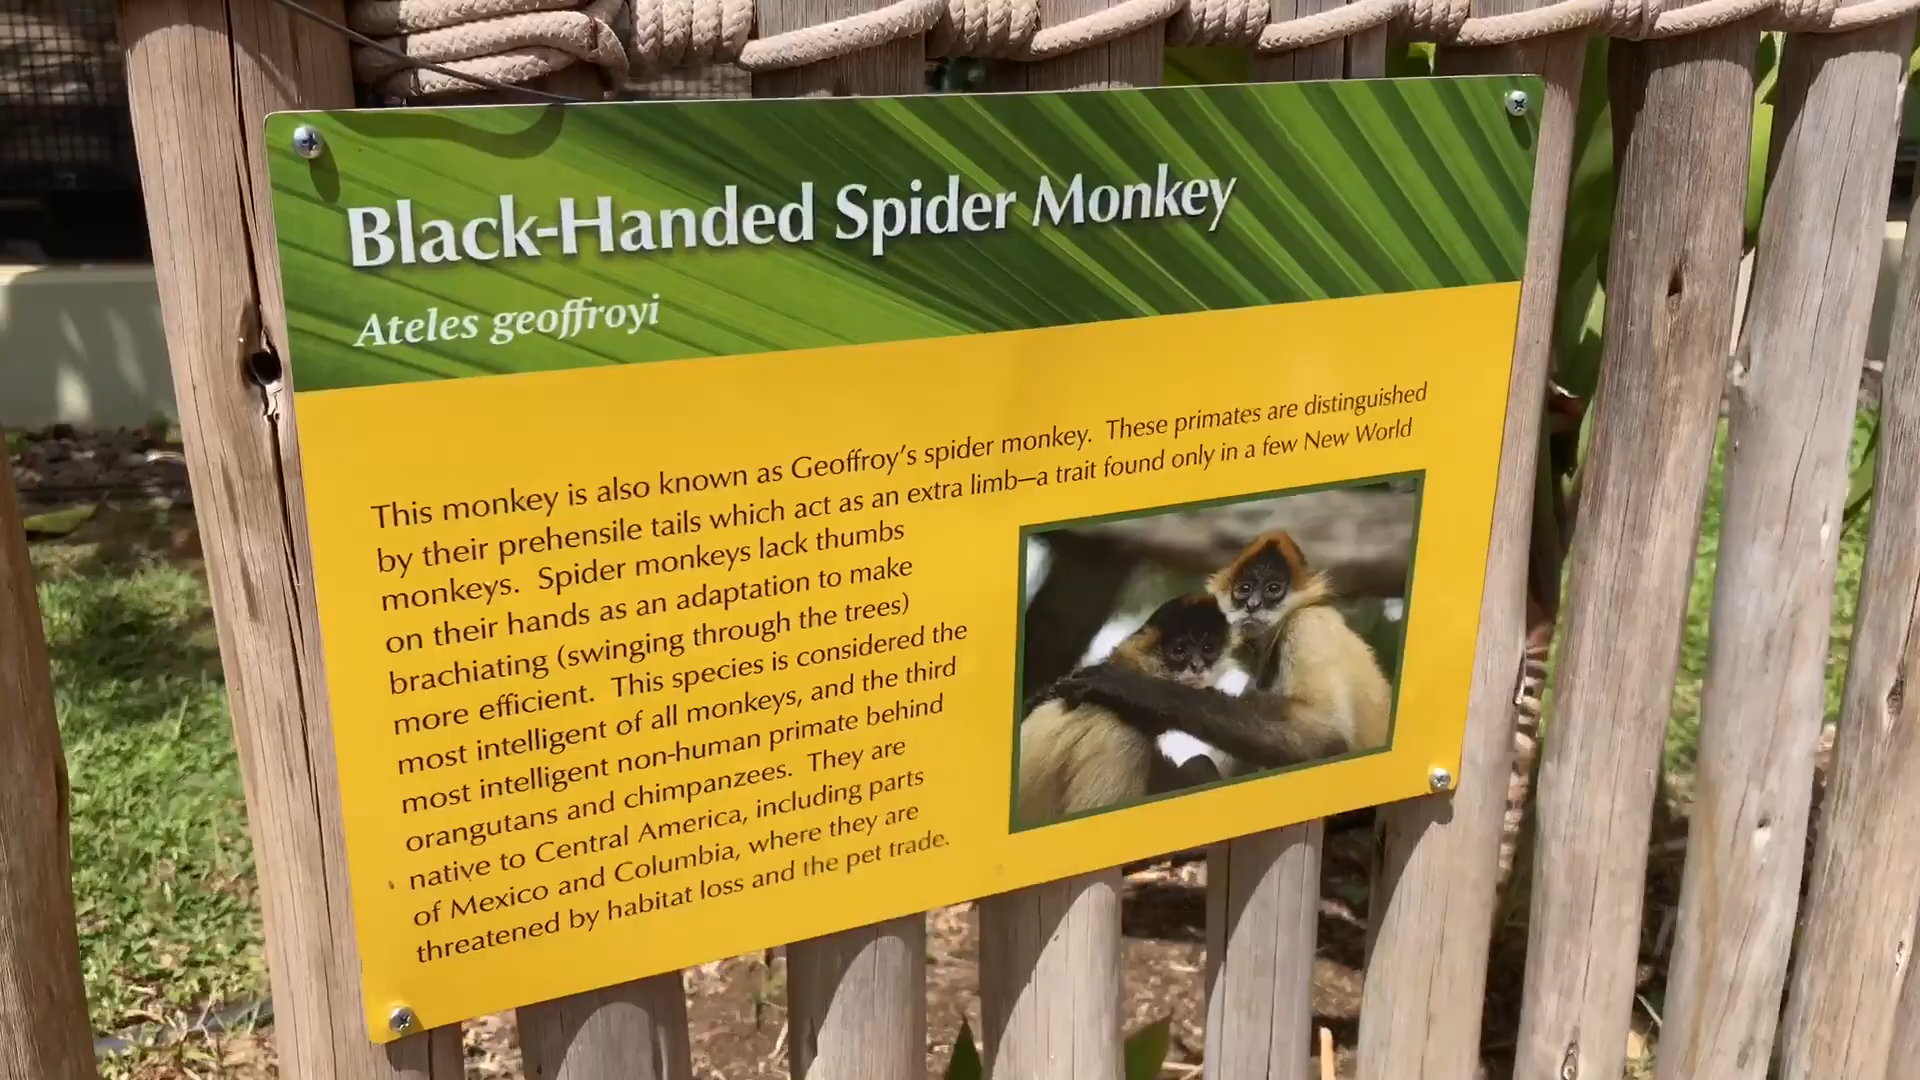 Black-Handed Spider Monkey
Ateles geoffroyi
This monkey is also known as Geoffroy's spider monkey. These primates are distinguished
by their prehensile tails which act as an extra limb—a trait found only in a few New World
monkeys. Spider monkeys lack thumbs
on their hands as an adaptation to make
brachiating (swinging through the trees)
more efficient. This species is considered the
most intelligent of all monkeys, and the third
most intelligent non-human primate behind
orangutans and chimpanzees. They are
native to Central America, including parts
of Mexico and Columbia, where they are
threatened by habitat loss and the pet trade.